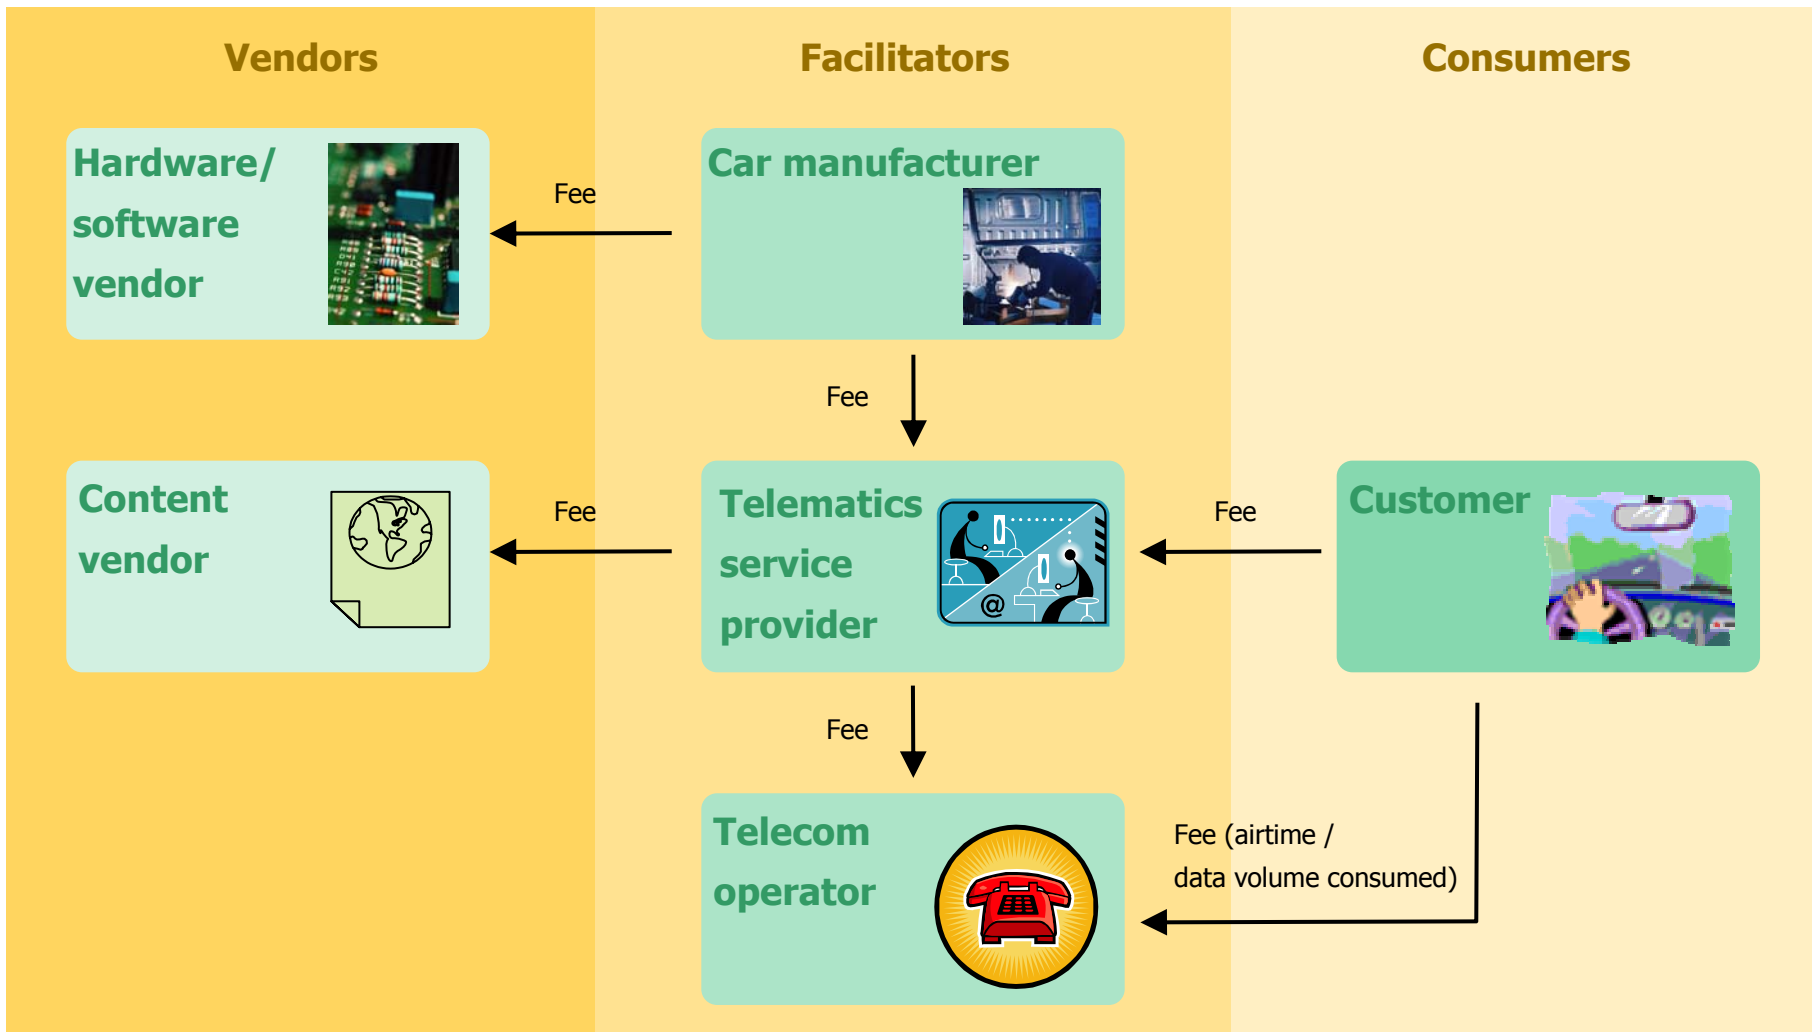 Vendors
Facilitators
Consumers
Hardware/
software
vendor
Fee
Car manufacturer
Fee
Content
vendor
Fee
Telematics
service
provider
@
Fee
Customer
Fee
Telecom
operator
Fee (airtime /
data volume consumed)